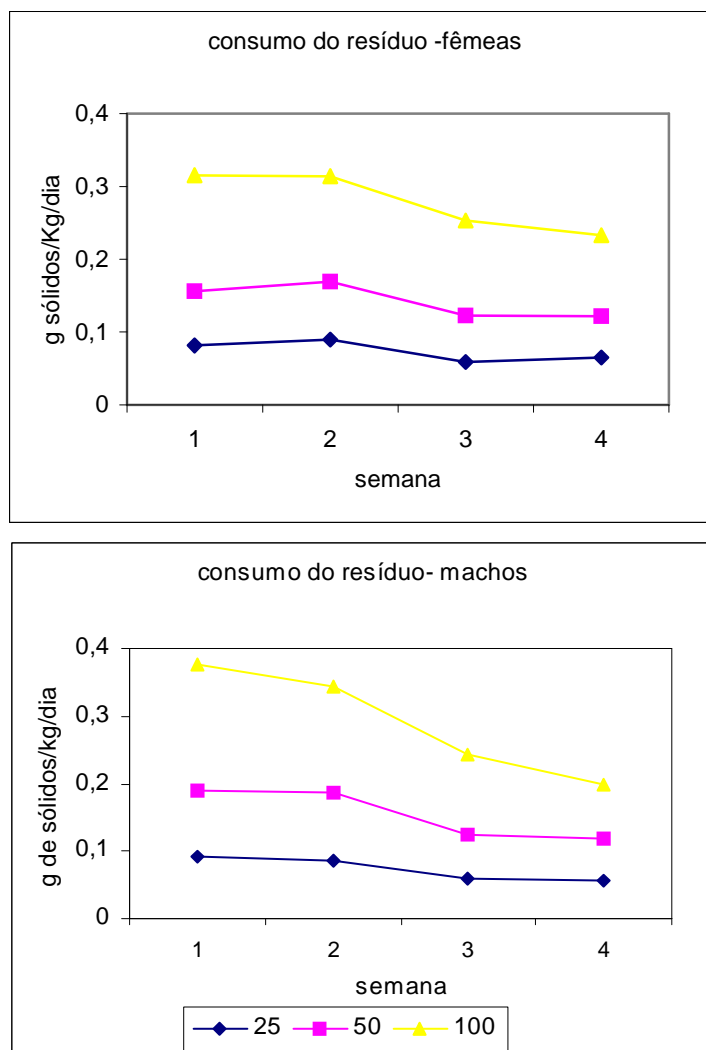 consumo do resíduo -fêmeas
0,4
0,3
0,2
0,1
0
g sólidos/Kg/dia
1 2 3 4
semana
consumo do resíduo- machos
0,4
0,3
0,2
0,1
0
g de sólidos/kg/dia
1 2 3 4
semana
25 50 100